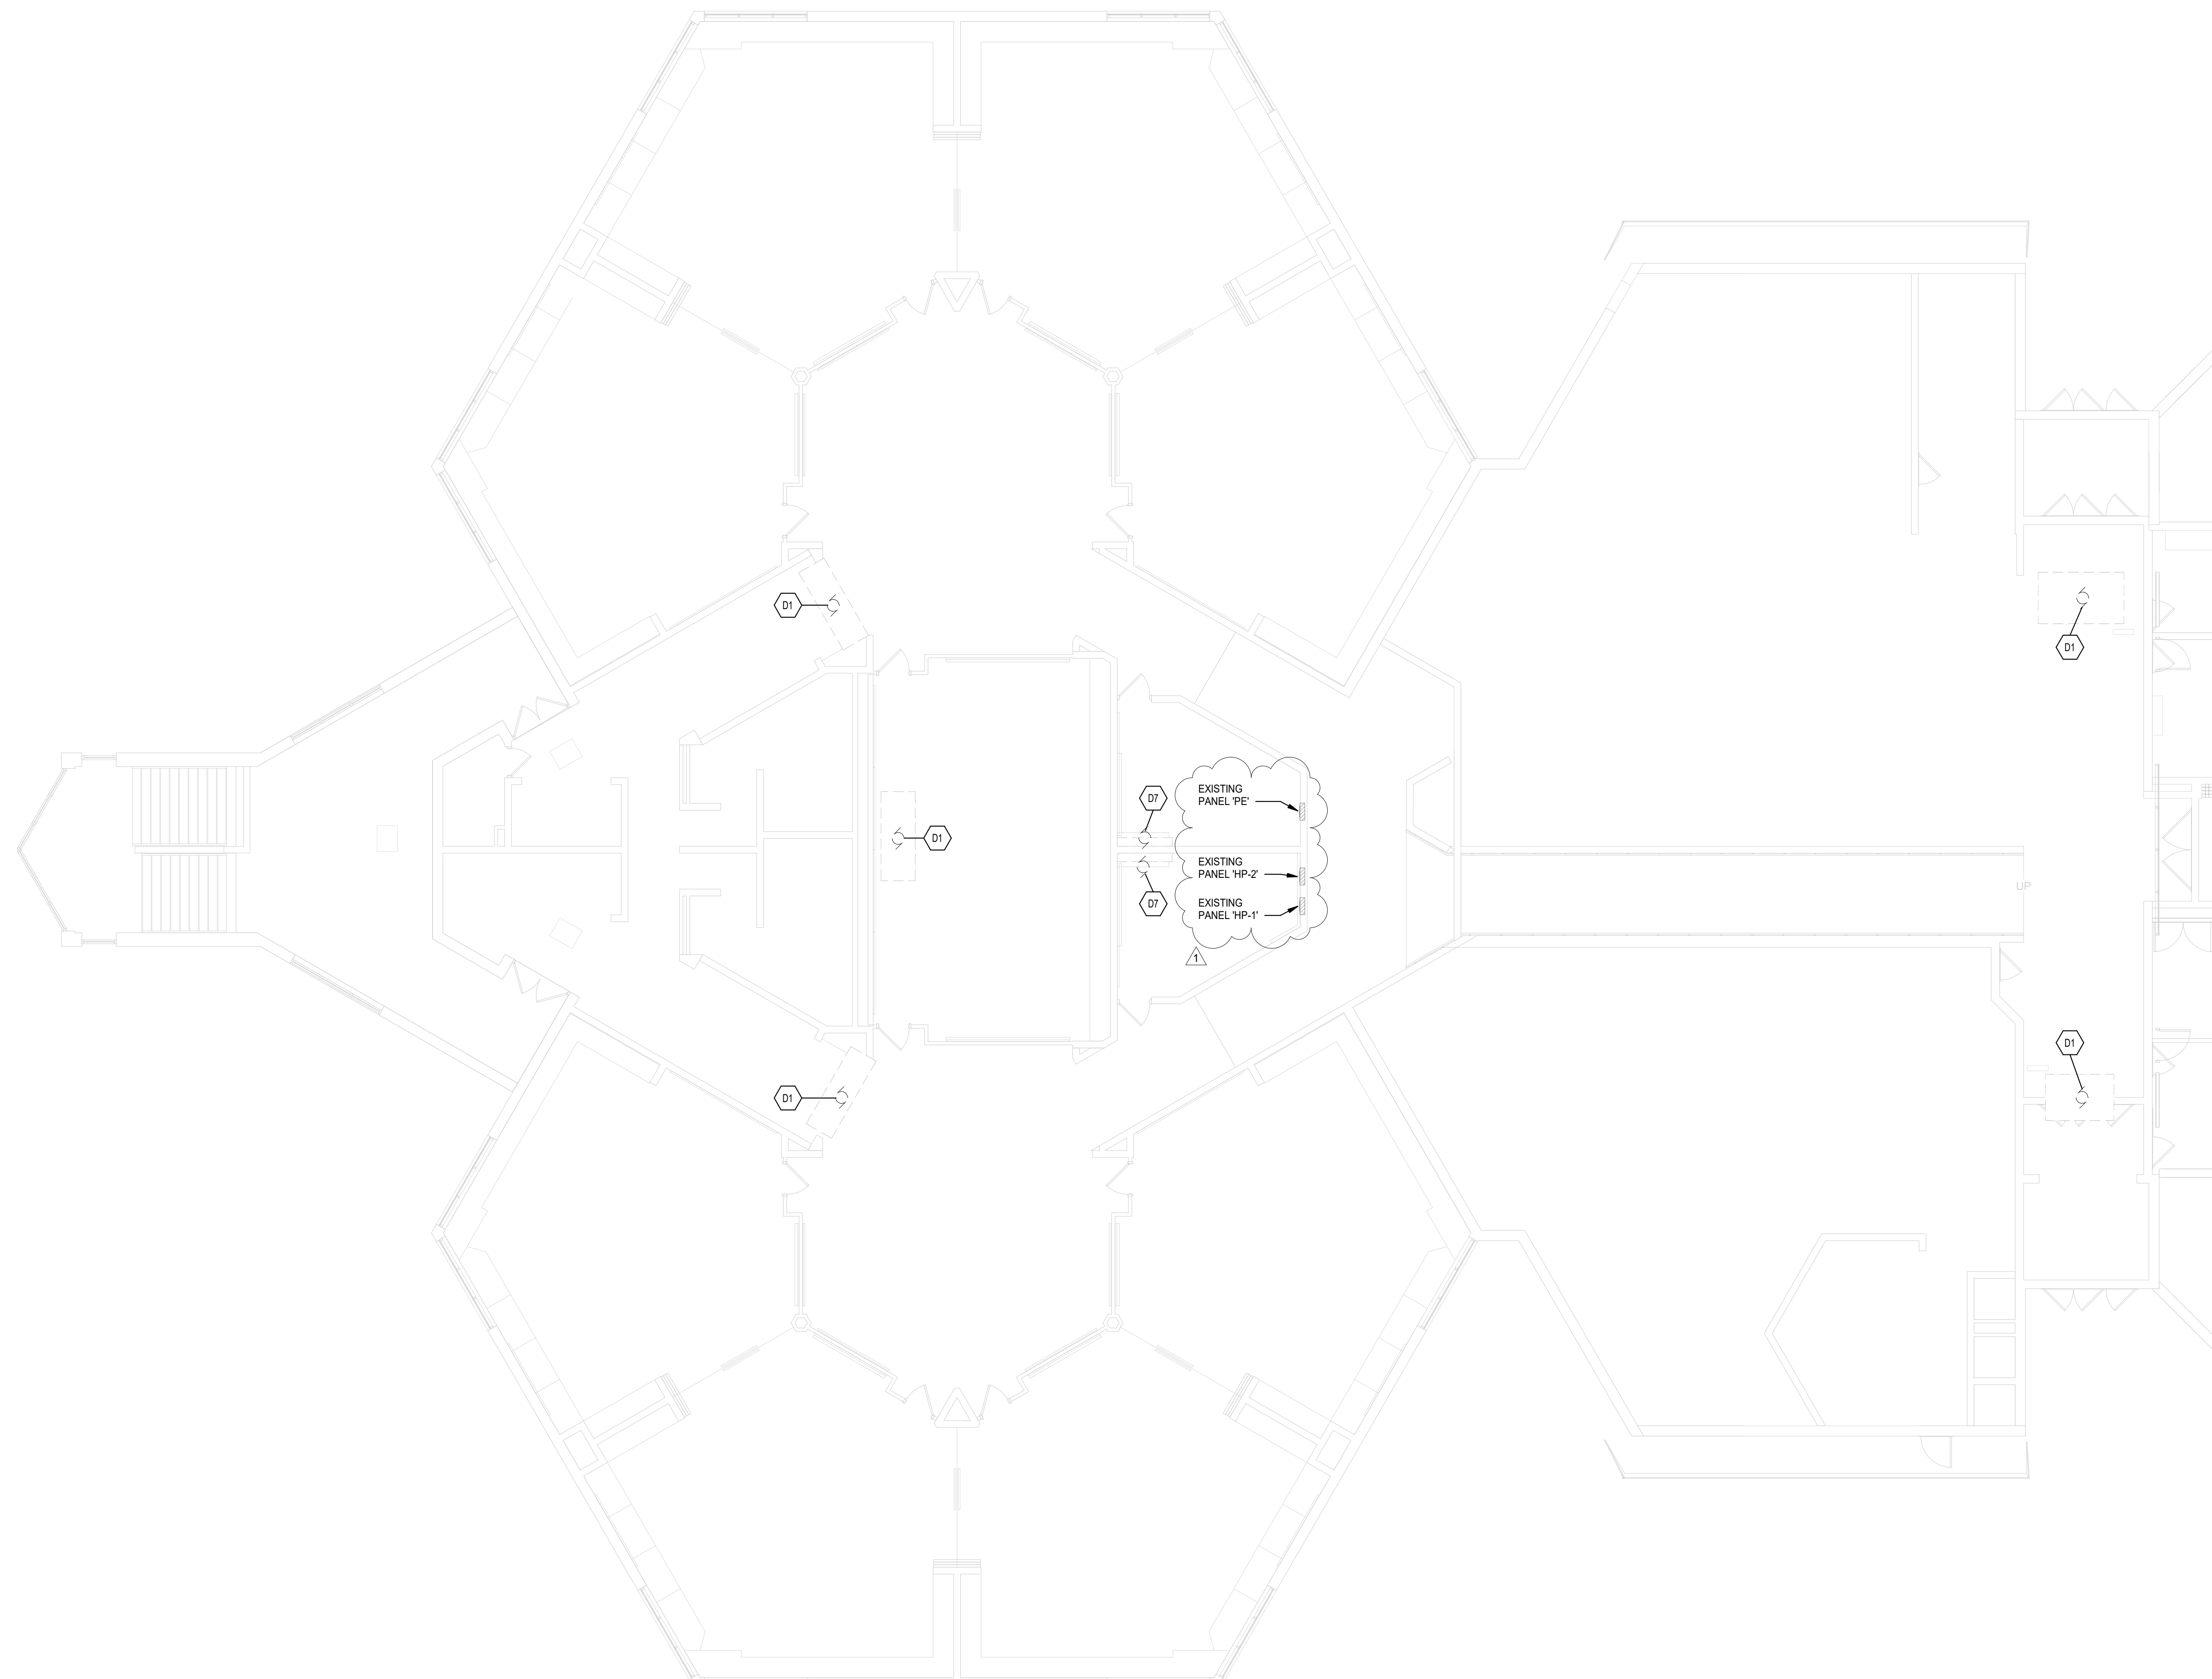 D1
D1
D7
EXISTING
PANEL 'PE'
D1
EXISTING
PANEL 'HP-2'
UP
D7
EXISTING
PANEL 'HP-1'
1
D1
D1